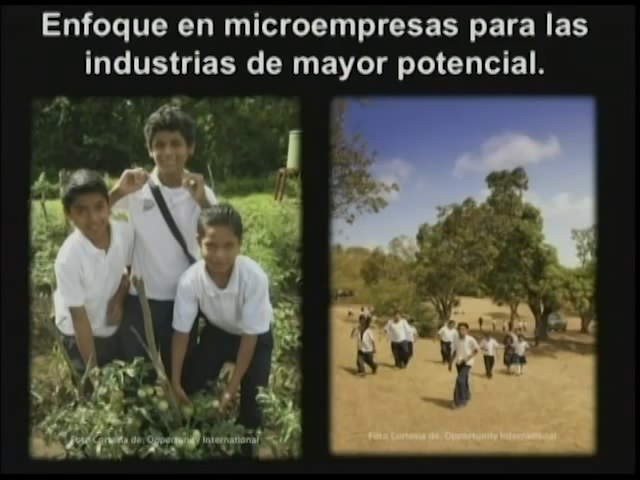 Enfoque en microempresas para las
industrias de mayor potencial.
Foto Cortesía de: Opportunity International
Foto Cortesía de: Opportunity International